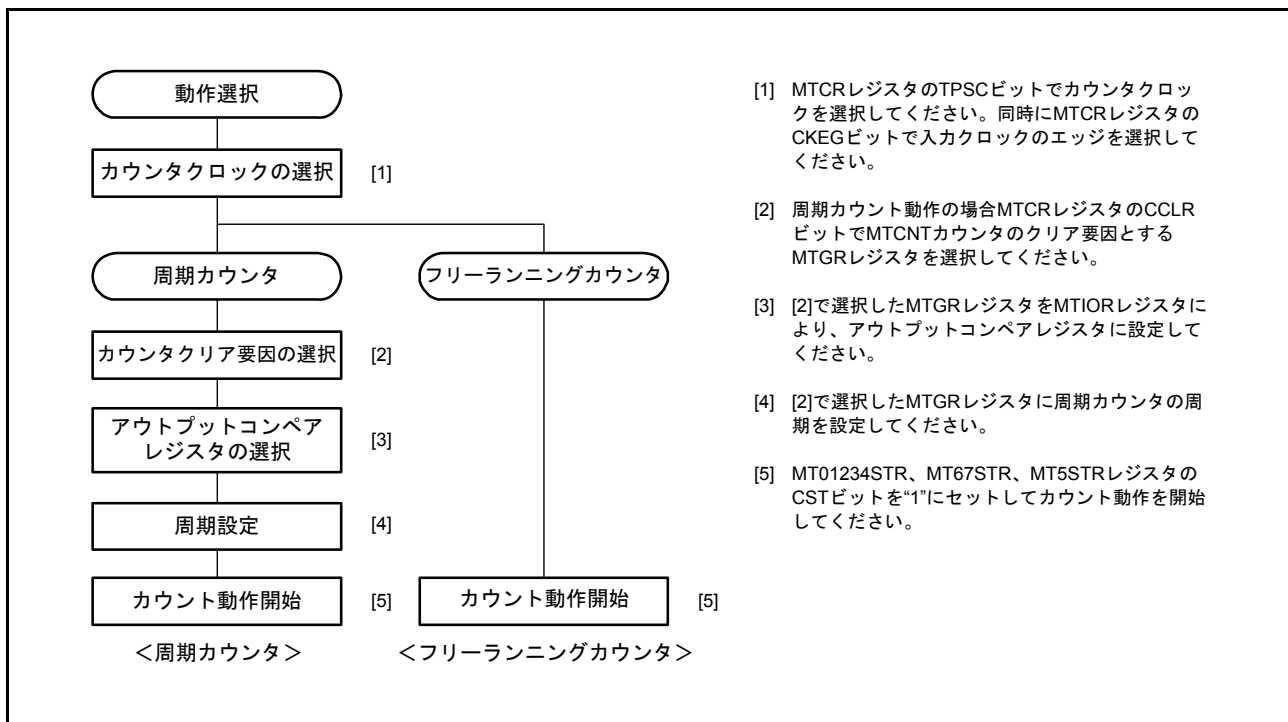 動作選択
カウンタクロックの選択 [1]
周期カウンタ
フリーランニングカウンタ
カウンタクリア要因の選択 [2]
アウトプットコンペア
レジスタの選択 [3]
周期設定 [4]
カウント動作開始 [5]
カウント動作開始 [5]
＜周期カウンタ＞
＜フリーランニングカウンタ＞
[1] MTCRレジスタのTPSCビットでカウンタクロッ
クを選択してください。同時にMTCRレジスタの
CKEGビットで入力クロックのエッジを選択して
ください。
[2] 周期カウント動作の場合MTCRレジスタのCCLR
ビットでMTCNTカウンタのクリア要因とする
MTGRレジスタを選択してください。
[3] [2]で選択したMTGRレジスタをMTIORレジスタに
より、アウトプットコンペアレジスタに設定して
ください。
[4] [2]で選択したMTGRレジスタに周期カウンタの周
期を設定してください。
[5] MT01234STR、MT67STR、MT5STRレジスタの
CSTビットを“1”にセットしてカウント動作を開始
してください。